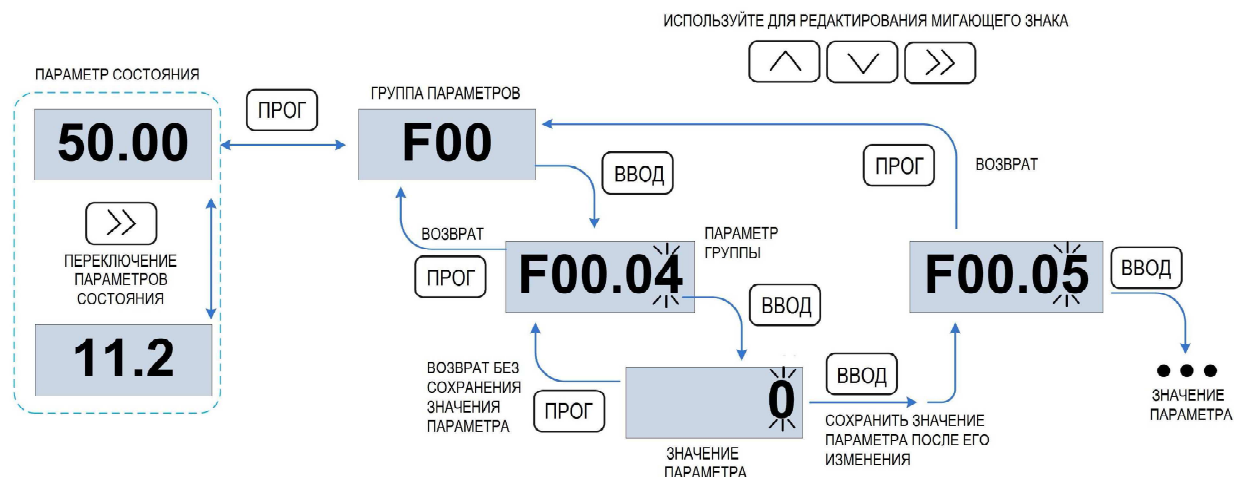 ИСПОЛЬЗУЙТЕ ДЛЯ РЕДАКТИРОВАНИЯ МИГАЮЩЕГО ЗНАКА
ПАРАМЕТР СОСТОЯНИЯ
50.00
ПРОГ
ГРУППА ПАРАМЕТРОВ
F00
ВВОД
ПРОГ
ВОЗВРАТ
ПЕРЕКЛЮЧЕНИЕ
ПАРАМЕТРОВ
СОСТОЯНИЯ
11.2
ВОЗВРАТ
ПРОГ
F00.04
ПАРАМЕТР
ГРУППЫ
ВВОД
F00.05
ВВОД
ВОЗВРАТ БЕЗ
СОХРАНЕНИЯ
ЗНАЧЕНИЯ
ПАРАМЕТРА
ПРОГ
0
ЗНАЧЕНИЕ
ПАРАМЕТРА
ВВОД
СОХРАНИТЬ ЗНАЧЕНИЕ
ПАРАМЕТРА ПОСЛЕ ЕГО
ИЗМЕНЕНИЯ
ЗНАЧЕНИЕ
ПАРАМЕТРА